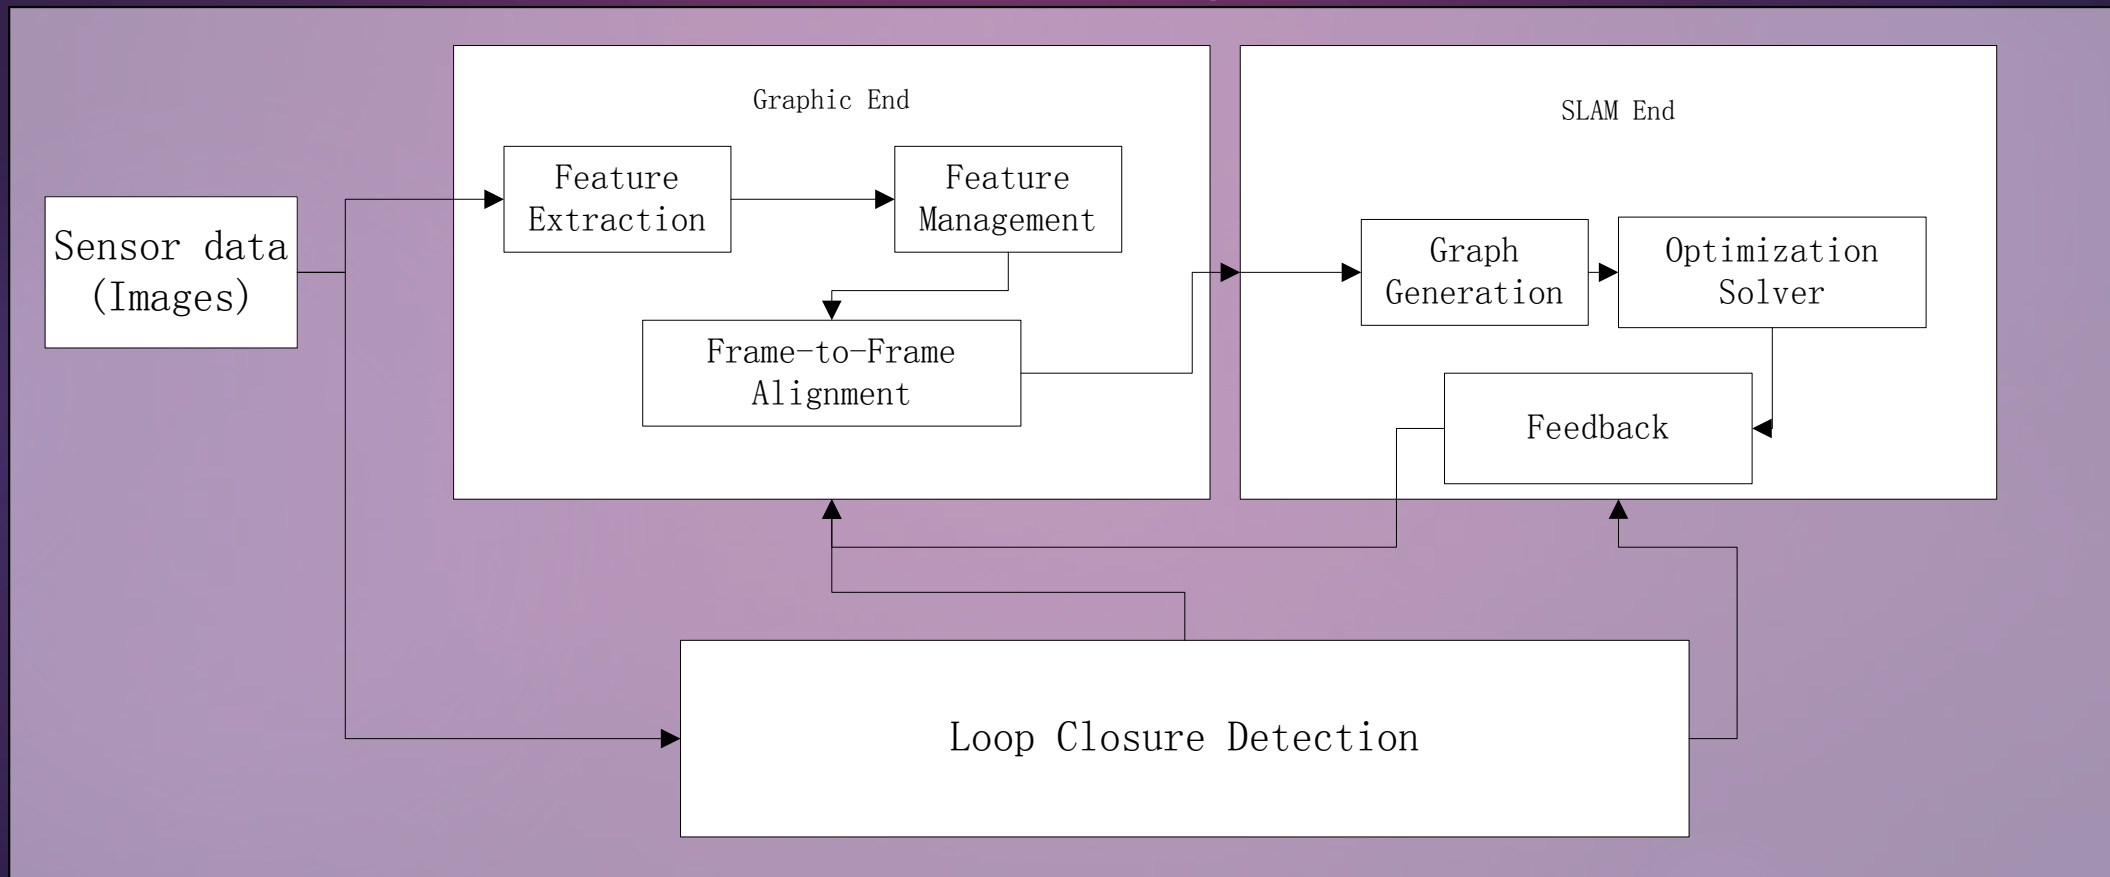 Graphic End
SLAM End
Sensor data
(Images)
Feature
Extraction
Feature
Management
Frame-to-Frame
Alignment
Graph
Generation
Optimization
Solver
Feedback
Loop Closure Detection